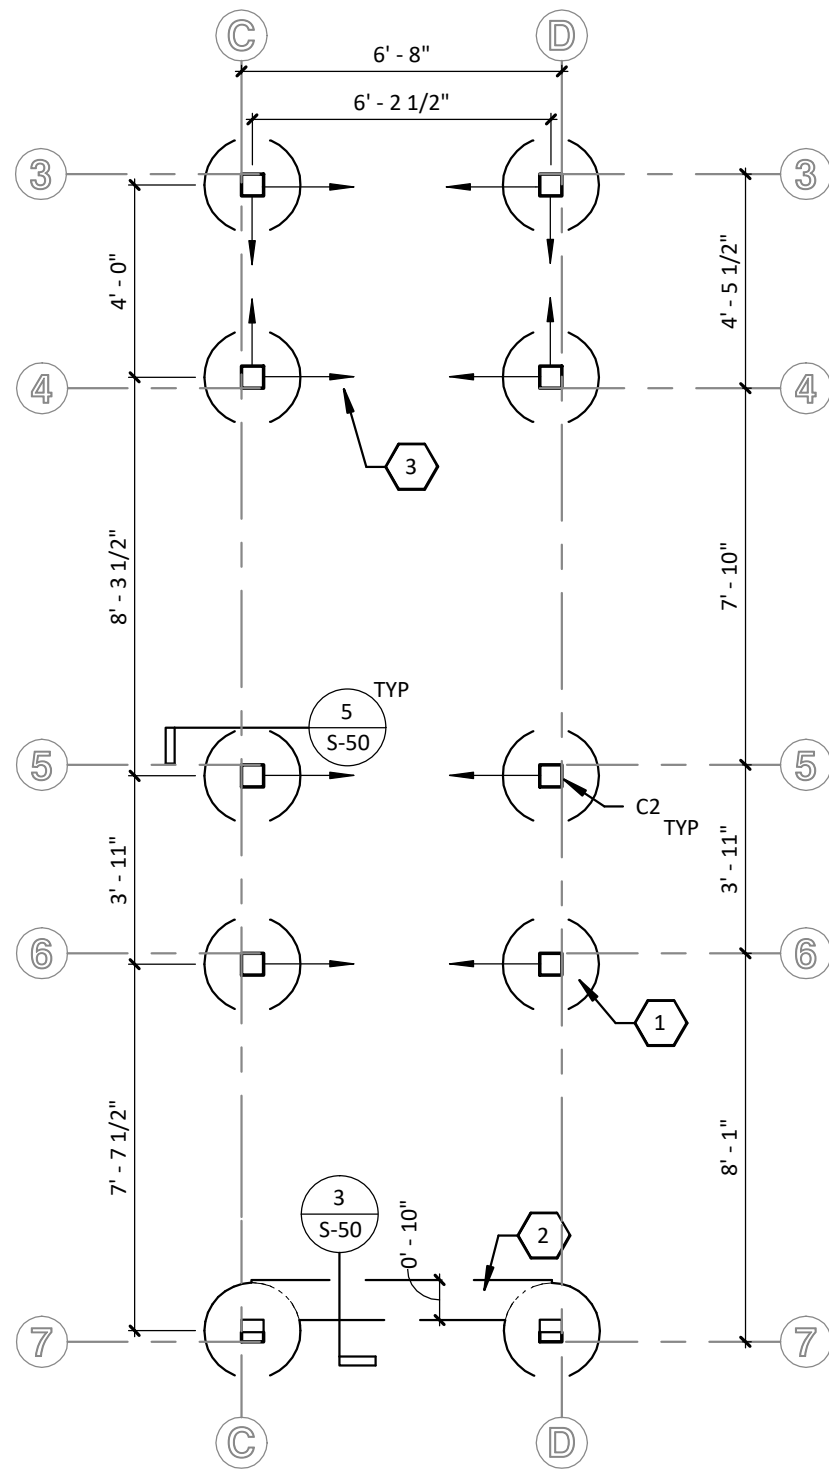 C
D
6' - 8"
6' - 2 1/2"
3
3
4' - 0"
4' - 5 1/2"
4
4
3
8' - 3 1/2"
7' - 10"
TYP
5
S-50
5
5
C2
TYP
3' - 11"
3' - 11"
6
6
1
7' - 7 1/2"
8' - 1"
3
S-50
0' - 10"
2
7
7
C
D